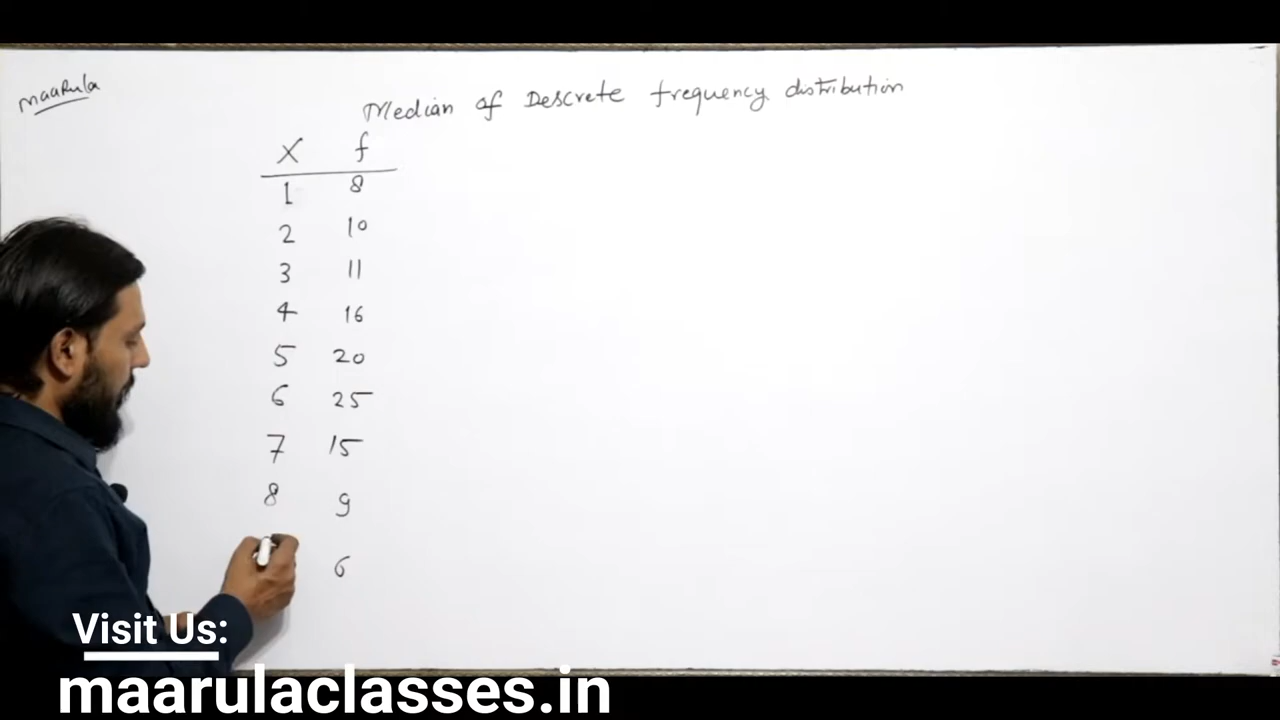 maarula
Median of Descrete frequency distribution
X f
1 8
2 10
3 11
4 16
5 20
6 25
7 15
8 9
6
Visit Us:
maarulaclasses.in